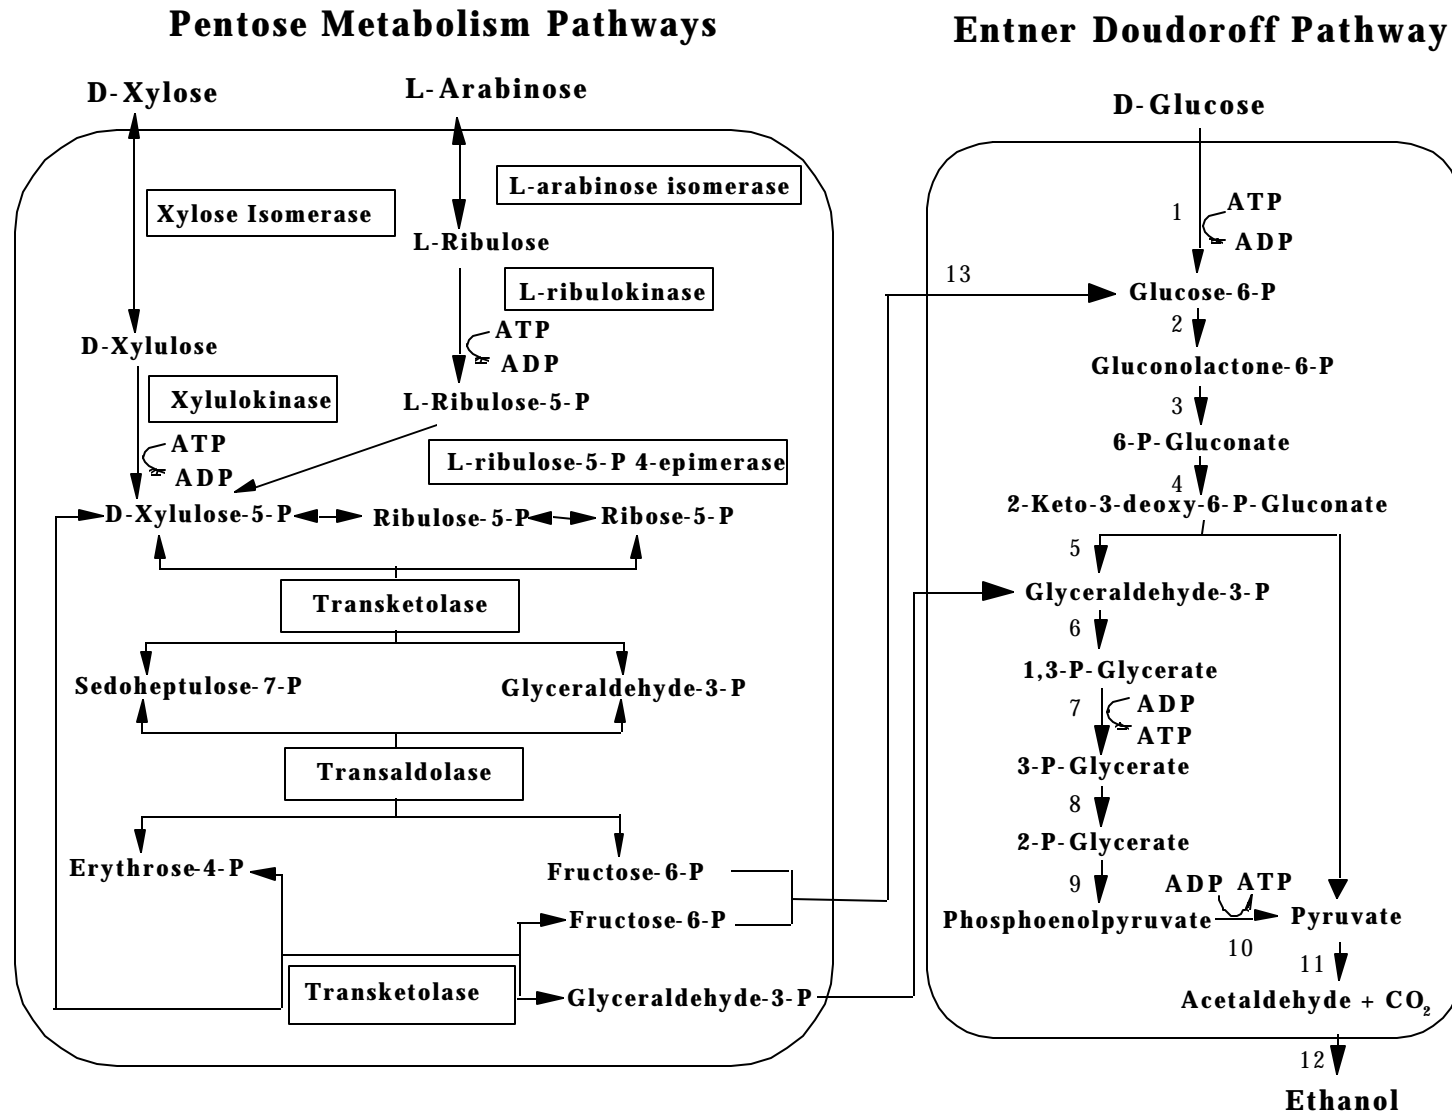 Pentose Metabolism Pathways
D-Xylose
L-Arabinose
L-arabinose isomerase
Xylose Isomerase
L-Ribulose
L-ribulokinase
ATP
ADP
D-Xylulose
Xylulokinase
L-Ribulose-5-P
ATP
ADP
L-ribulose-5-P 4-epimerase
D-Xylulose-5-P
Ribulose-5-P
Ribose-5-P
Transketolase
Sedoheptulose-7-P
Glyceraldehyde-3-P
Transaldolase
Erythrose-4-P
Fructose-6-P
Fructose-6-P
Transketolase
Glyceraldehyde-3-P
Entner Doudoroff Pathway
D-Glucose
1
ATP
ADP
13
Glucose-6-P
2
Gluconolactone-6-P
3
6-P-Gluconate
4
2-Keto-3-deoxy-6-P-Gluconate
5
Glyceraldehyde-3-P
6
1,3-P-Glycerate
7
ADP
ATP
3-P-Glycerate
8
2-P-Glycerate
9
ADP ATP
Phosphoenolpyruvate
10
Pyruvate
11
Acetaldehyde + CO₂
12
Ethanol